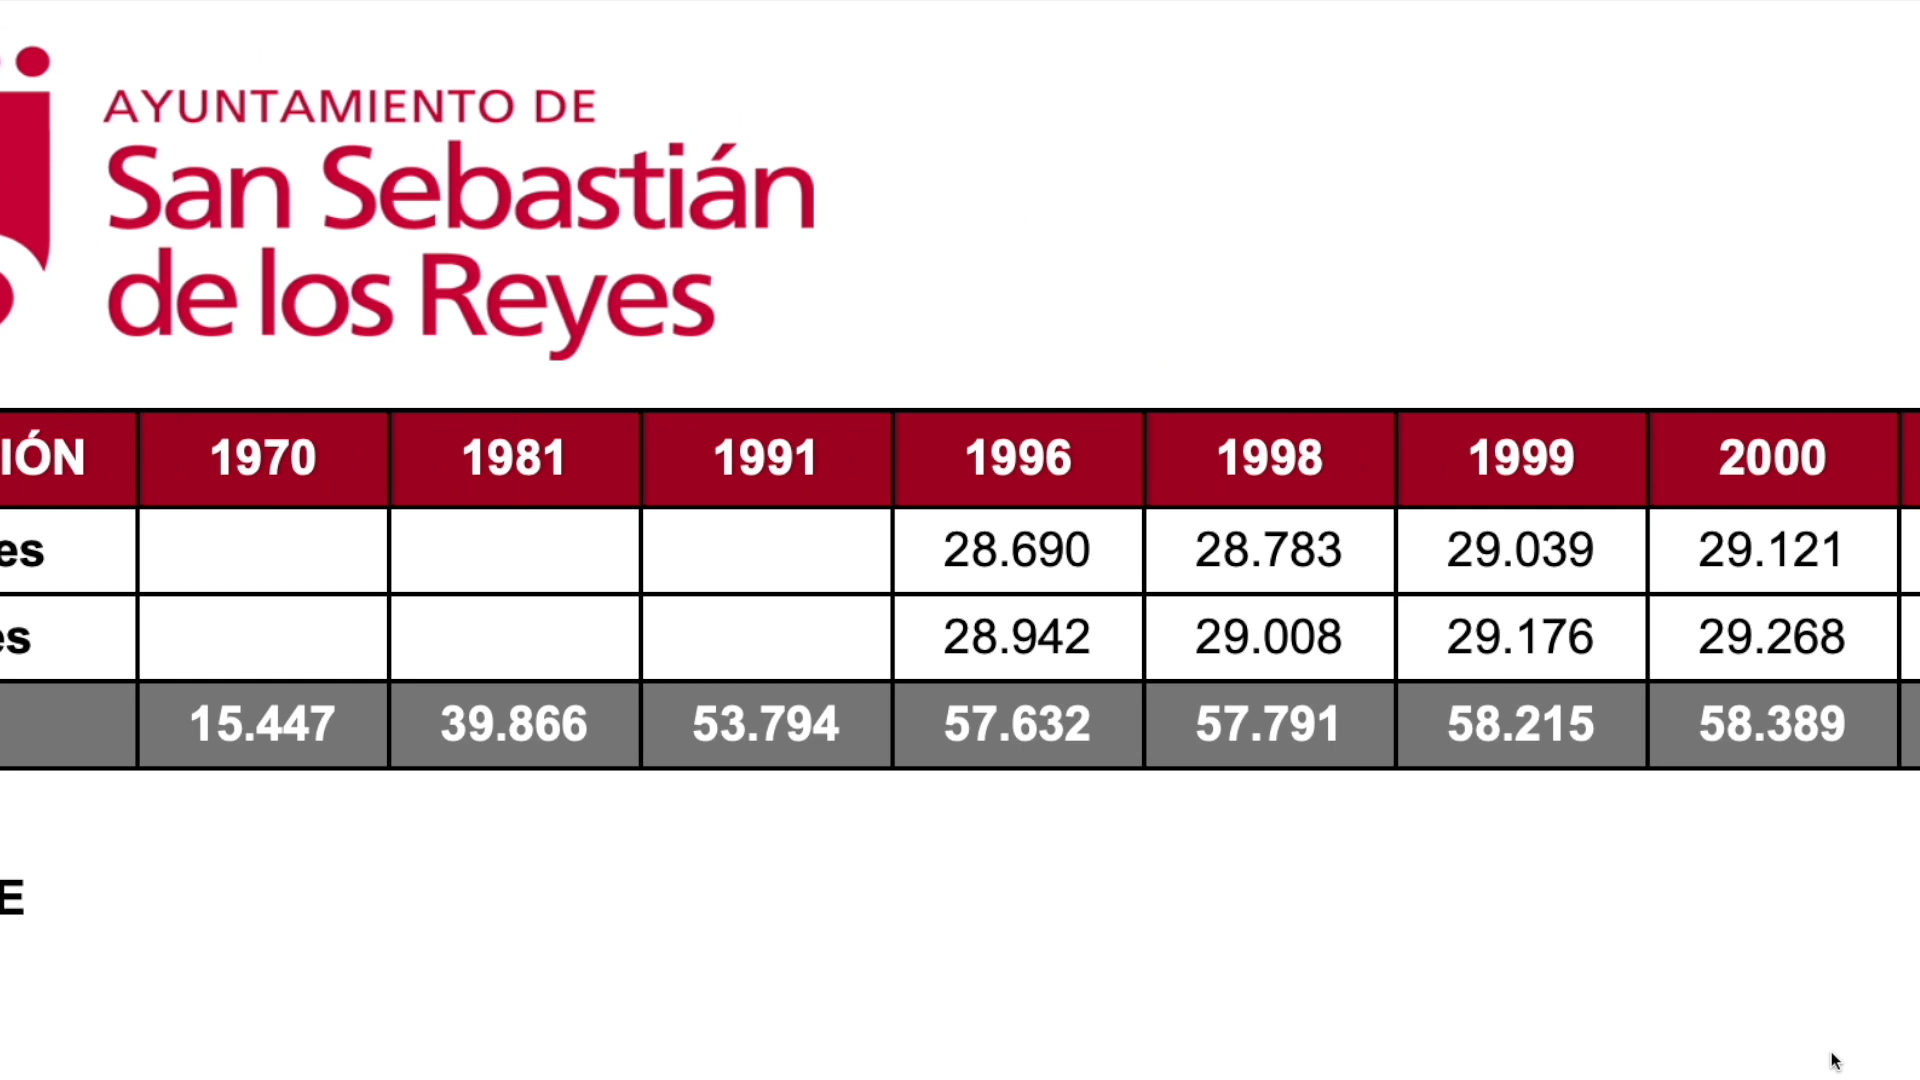 AYUNTAMIENTO DE
San Sebastián
de los Reyes
IÓN 1970 1981 1991 1996 1998 1999 2000
es 28.690 28.783 29.039 29.121
es 28.942 29.008 29.176 29.268
15.447 39.866 53.794 57.632 57.791 58.215 58.389
E